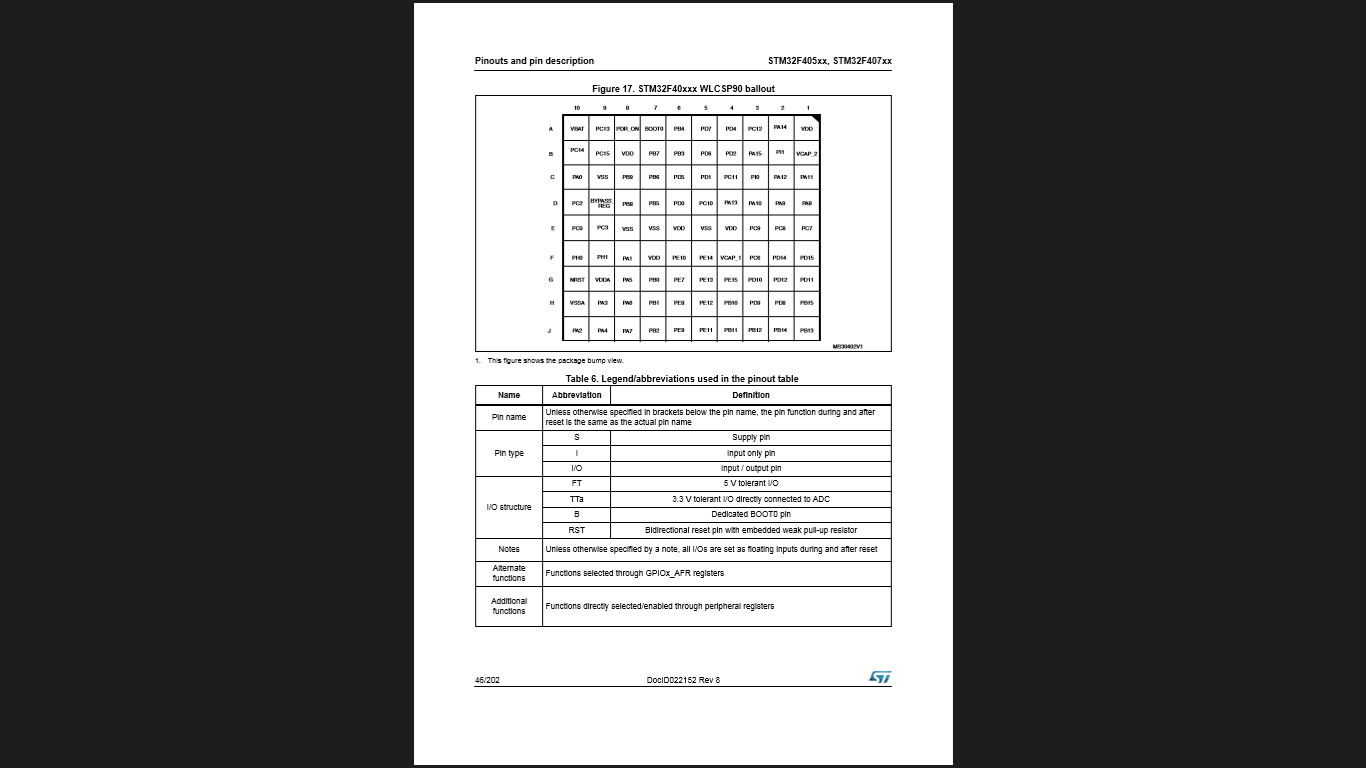 Pinouts and pin description STM32F405xx, STM32F407xx
Figure 17. STM32F40xxx WLCSP90 ballout
10 9 8 7 6 5 4 3 2 1
A VBAT PC13 PDR_ON BOOT0 PB4 PD7 PD4 PC12 PA14 VDD
B PC14 PC15 VDD PB7 PB3 PD6 PD2 PA15 PI1 VCAP_2
C PA0 VSS PB9 PB6 PD5 PD1 PC11 PI0 PA12 PA11
D PC2 BYPASS_REG PB8 PB5 PD0 PC10 PA13 PA10 PA9 PA8
E PC0 PC3 VSS VSS VDD VSS VDD PC9 PC8 PC7
F PH0 PH1 PA1 VDD PE10 PE14 VCAP_1 PC6 PD14 PD15
G NRST VDDA PA5 PB0 PE7 PE13 PE15 PD10 PD12 PD11
H VSSA PA3 PA6 PB1 PE8 PE12 PB10 PD9 PD8 PB15
J PA2 PA4 PA7 PB2 PE9 PE11 PB11 PB12 PB14 PB13
MS30402V1
1. This figure shows the package bump view.
Table 6. Legend/abbreviations used in the pinout table
Name Abbreviation Definition
Pin name Unless otherwise specified in brackets below the pin name, the pin function during and after
reset is the same as the actual pin name
Pin type S Supply pin
I Input only pin
I/O Input / output pin
I/O structure FT 5 V tolerant I/O
TTa 3.3 V tolerant I/O directly connected to ADC
B Dedicated BOOT0 pin
RST Bidirectional reset pin with embedded weak pull-up resistor
Notes Unless otherwise specified by a note, all I/Os are set as floating inputs during and after reset
Alternate
functions Functions selected through GPIOx_AFR registers
Additional
functions Functions directly selected/enabled through peripheral registers
46/202 DocID022152 Rev 8 ST